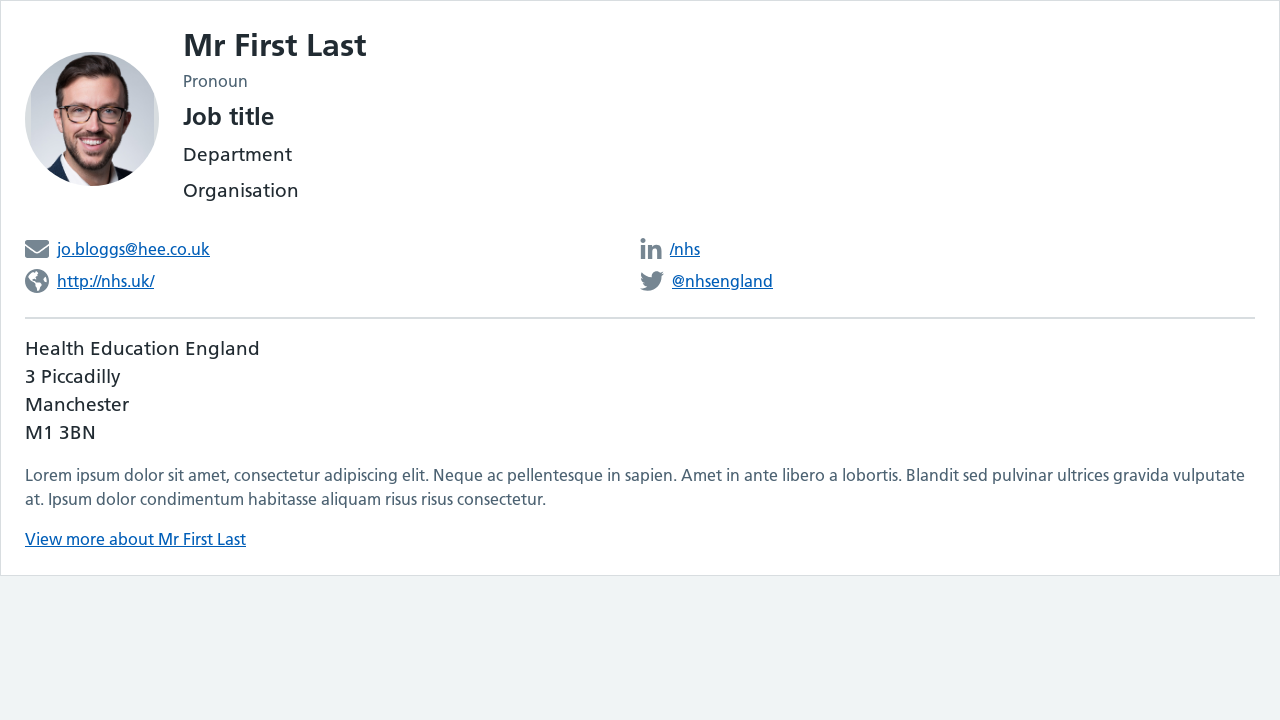 Mr First Last
Pronoun
Job title
Department
Organisation
jo.bloggs@hee.co.uk
/nhs
http://nhs.uk/
@nhsengland
Health Education England
3 Piccadilly
Manchester
M1 3BN
Lorem ipsum dolor sit amet, consectetur adipiscing elit. Neque ac pellentesque in sapien. Amet in ante libero a lobortis. Blandit sed pulvinar ultrices gravida vulputate
at. Ipsum dolor condimentum habitasse aliquam risus risus consectetur.
View more about Mr First Last